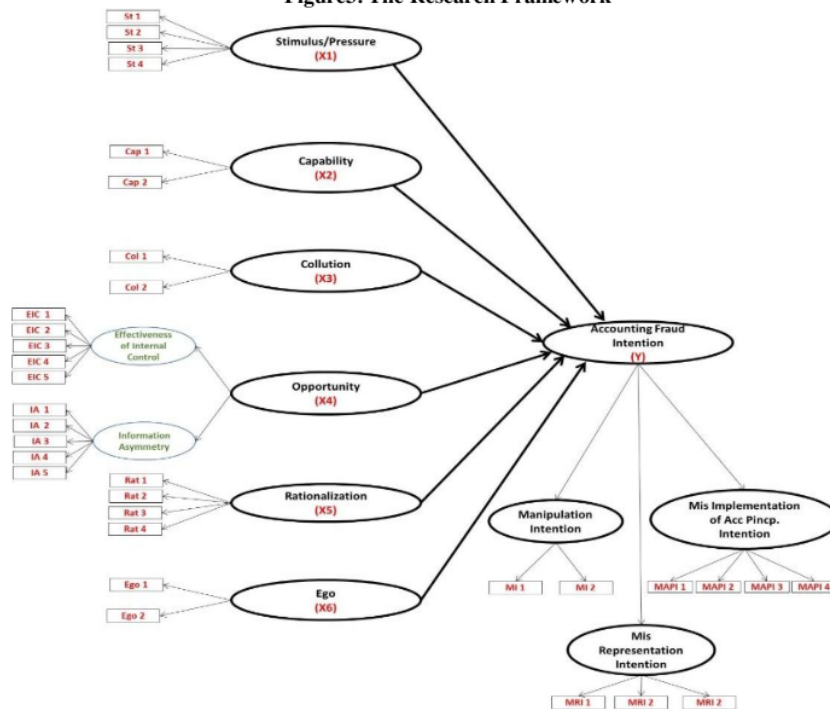 Figure3: The Research Framework
St 1
St 2
St 3
St 4
Stimulus/Pressure
(X1)
Cap 1
Cap 2
Capability
(X2)
Col 1
Col 2
Collution
(X3)
EIC 1
EIC 2
EIC 3
EIC 4
EIC 5
Effectiveness
of Internal
Control
IA 1
IA 2
IA 3
IA 4
IA 5
Information
Asymmetry
Opportunity
(X4)
Rat 1
Rat 2
Rat 3
Rat 4
Rationalization
(X5)
Ego 1
Ego 2
Ego
(X6)
Accounting Fraud
Intention
(Y)
Manipulation
Intention
MI 1
MI 2
Mis Implementation
of Acc Pincp.
Intention
MAPI 1
MAPI 2
MAPI 3
MAPI 4
Mis
Representation
Intention
MRI 1
MRI 2
MRI 2